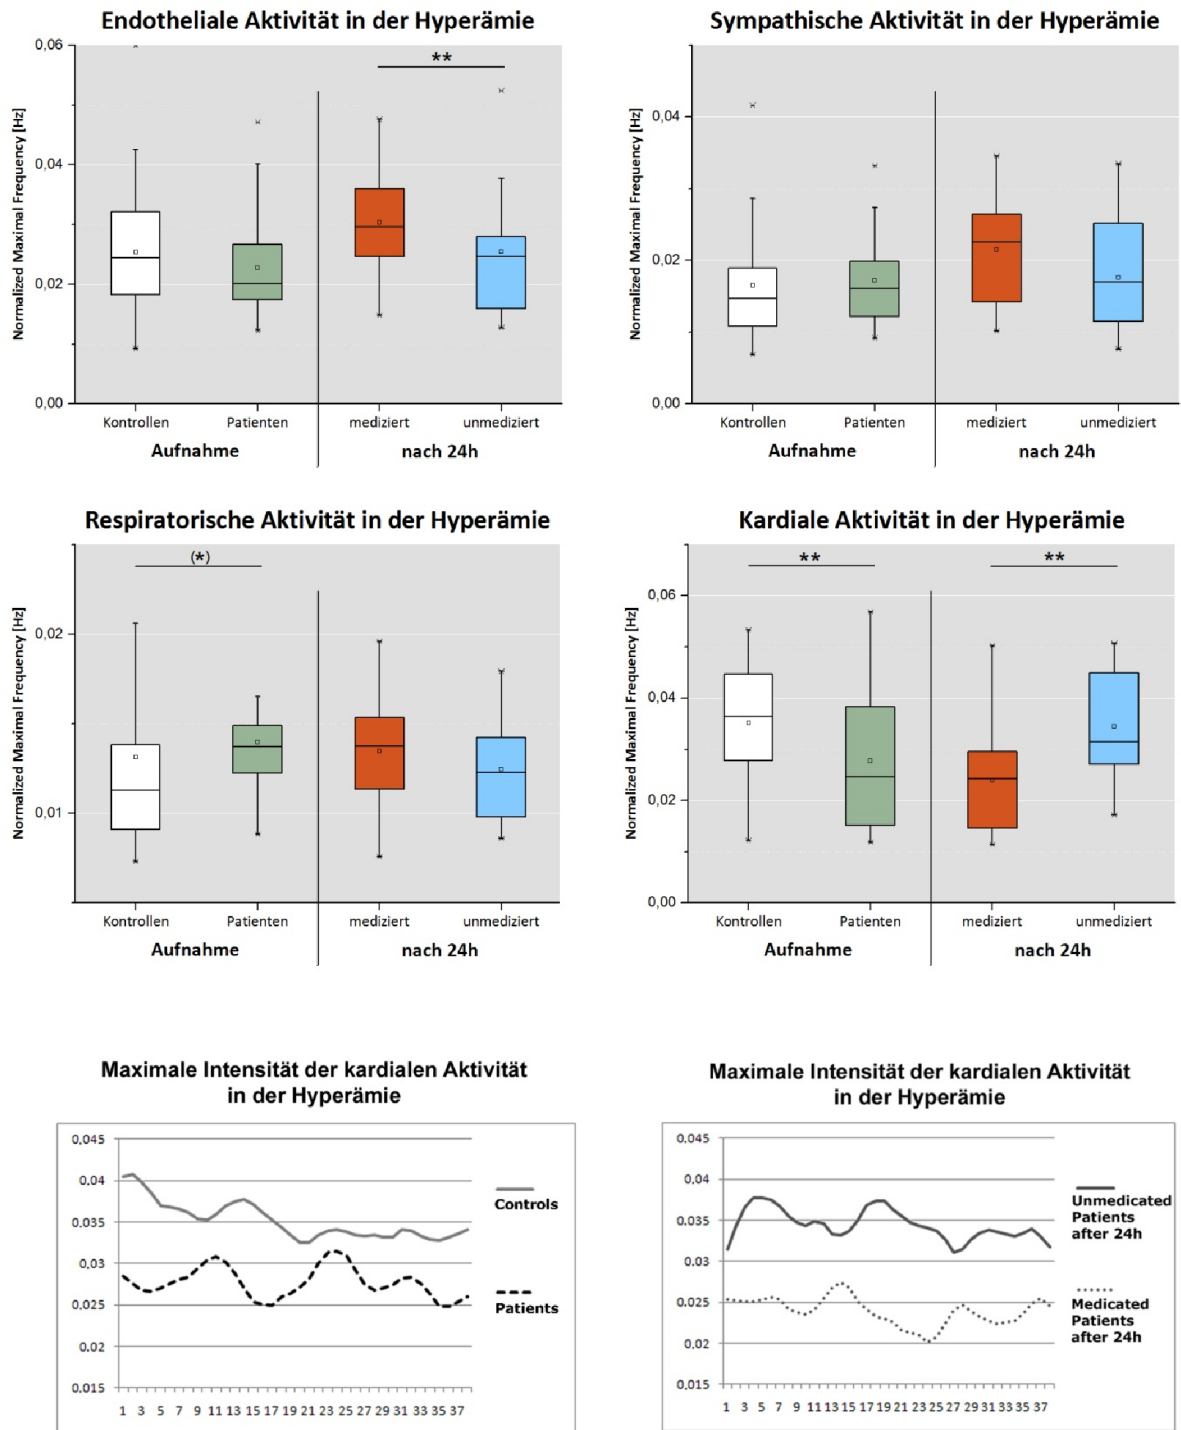 Endotheliale Aktivität in der Hyperämie
Normalized Maximal Frequency [Hz]
0,06
0,04
0,02
0,00
**
Kontrollen Patienten mediziert unmediziert
Aufnahme nach 24h
Sympathische Aktivität in der Hyperämie
Normalized Maximal Frequency [Hz]
0,04
0,02
0,00
Kontrollen Patienten mediziert unmediziert
Aufnahme nach 24h
Respiratorische Aktivität in der Hyperämie
Normalized Maximal Frequency [Hz]
(*)
0,02
0,01
Kontrollen Patienten mediziert unmediziert
Aufnahme nach 24h
Kardiale Aktivität in der Hyperämie
Normalized Maximal Frequency [Hz]
** **
0,06
0,04
0,02
0,00
Kontrollen Patienten mediziert unmediziert
Aufnahme nach 24h
Maximale Intensität der kardialen Aktivität
in der Hyperämie
0,045
0,04
0,035
0,03
0,025
0,02
0,015
1 3 5 7 9 11 13 15 17 19 21 23 25 27 29 31 33 35 37
Controls
Patients
Maximale Intensität der kardialen Aktivität
in der Hyperämie
0,045
0,04
0,035
0,03
0,025
0,02
0,015
1 3 5 7 9 11 13 15 17 19 21 23 25 27 29 31 33 35 37
Unmedicated
Patients
after 24h
Medicated
Patients
after 24h